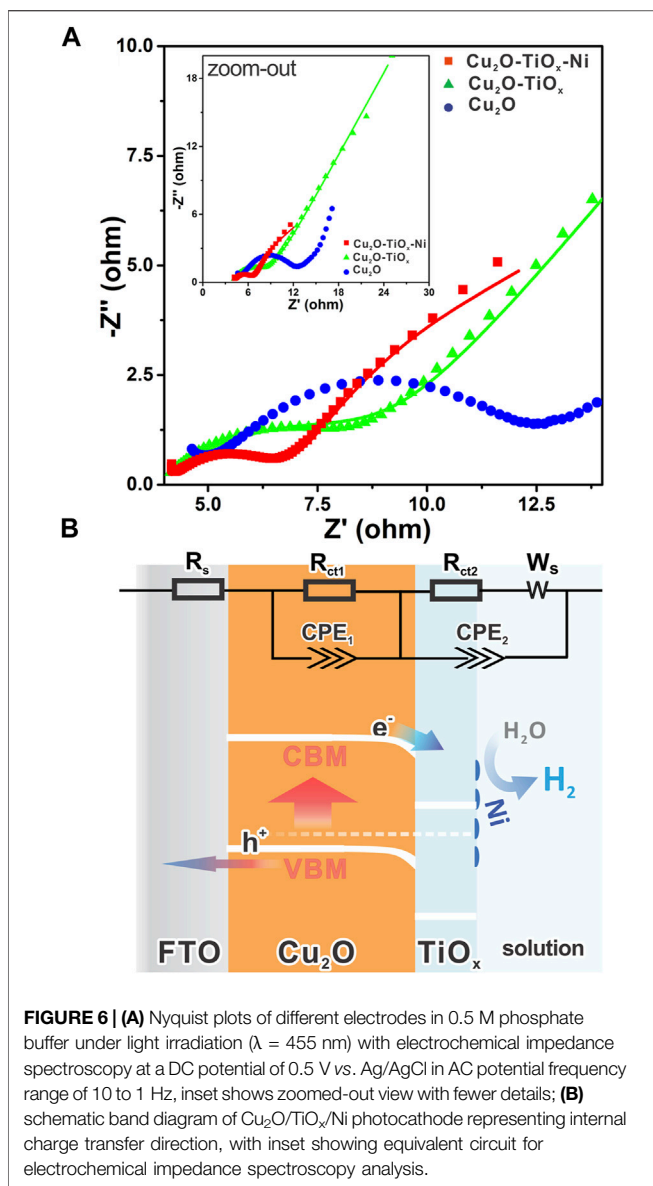 A
10.0
7.5
5.0
2.5
0.0
-Z'' (ohm)
5.0
7.5
10.0
12.5
Z' (ohm)
Cu₂O-TiOₓ-Ni
Cu₂O-TiOₓ
Cu₂O
zoom-out
18
12
6
0
-Z'' (ohm)
0
6
12
18
24
30
Z' (ohm)
Cu₂O-TiOₓ-Ni
Cu₂O-TiOₓ
Cu₂O
B
Rₛ
R_ct1
R_ct2
Wₛ
W
CPE₁
CPE₂
e⁻
CBM
H₂O
H₂
Ni
h⁺
VBM
FTO
Cu₂O
TiOₓ
solution
FIGURE 6 | (A) Nyquist plots of different electrodes in 0.5 M phosphate
buffer under light irradiation (λ = 455 nm) with electrochemical impedance
spectroscopy at a DC potential of 0.5 V vs. Ag/AgCl in AC potential frequency
range of 10 to 1 Hz, inset shows zoomed-out view with fewer details; (B)
schematic band diagram of Cu₂O/TiOₓ/Ni photocathode representing internal
charge transfer direction, with inset showing equivalent circuit for
electrochemical impedance spectroscopy analysis.